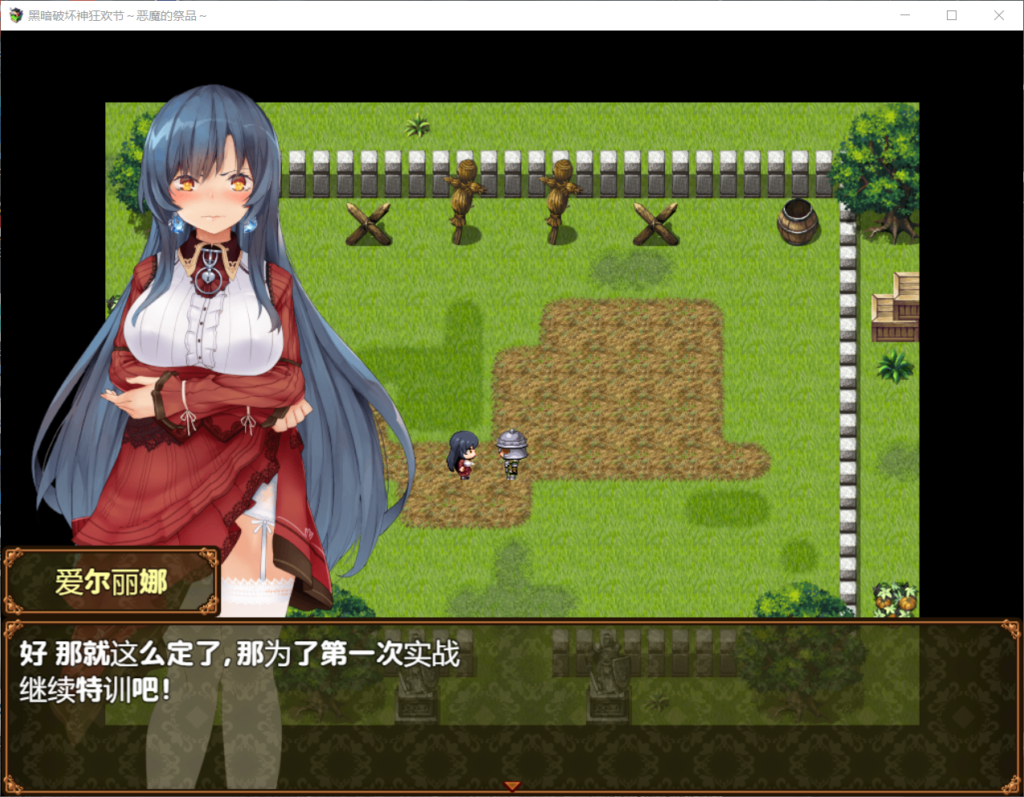 黑暗破坏神狂欢节～恶魔的祭品～
爱尔丽娜
好 那就这么定了,那为了第一次实战
继续特训吧!